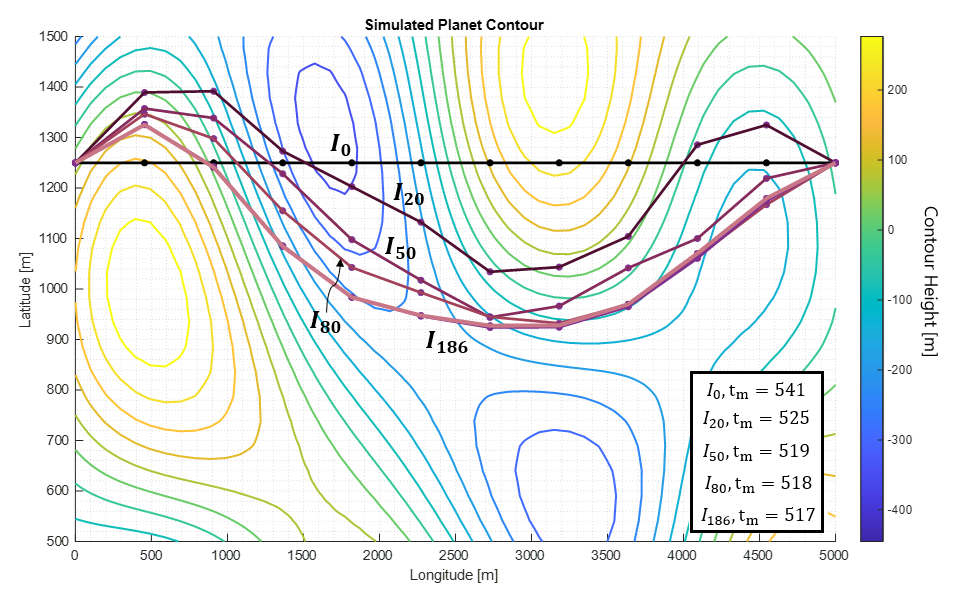 Simulated Planet Contour
1500
1400
1300
1200
1100
1000
900
800
700
600
500
Latitude [m]
I₀
I₂₀
I₅₀
I₈₀
I₁₈₆
I₀, tₘ = 541
I₂₀, tₘ = 525
I₅₀, tₘ = 519
I₈₀, tₘ = 518
I₁₈₆, tₘ = 517
0 500 1000 1500 2000 2500 3000 3500 4000 4500 5000
Longitude [m]
200
100
0
-100
-200
-300
-400
Contour Height [m]